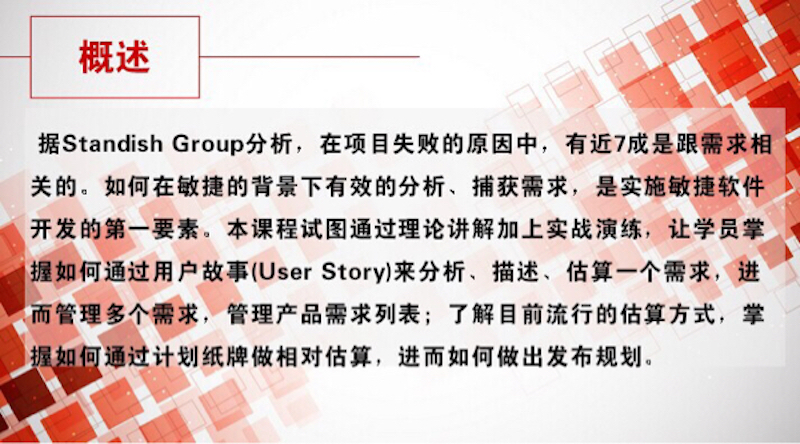 概述
据Standish Group分析，在项目失败的原因中，有近7成是跟需求相
关的。如何在敏捷的背景下有效的分析、捕获需求，是实施敏捷软件
开发的第一要素。本课程试图通过理论讲解加上实战演练，让学员掌
握如何通过用户故事(User Story)来分析、描述、估算一个需求，进
而管理多个需求，管理产品需求列表；了解目前流行的估算方式，掌
握如何通过计划纸牌做相对估算，进而如何做出发布规划。